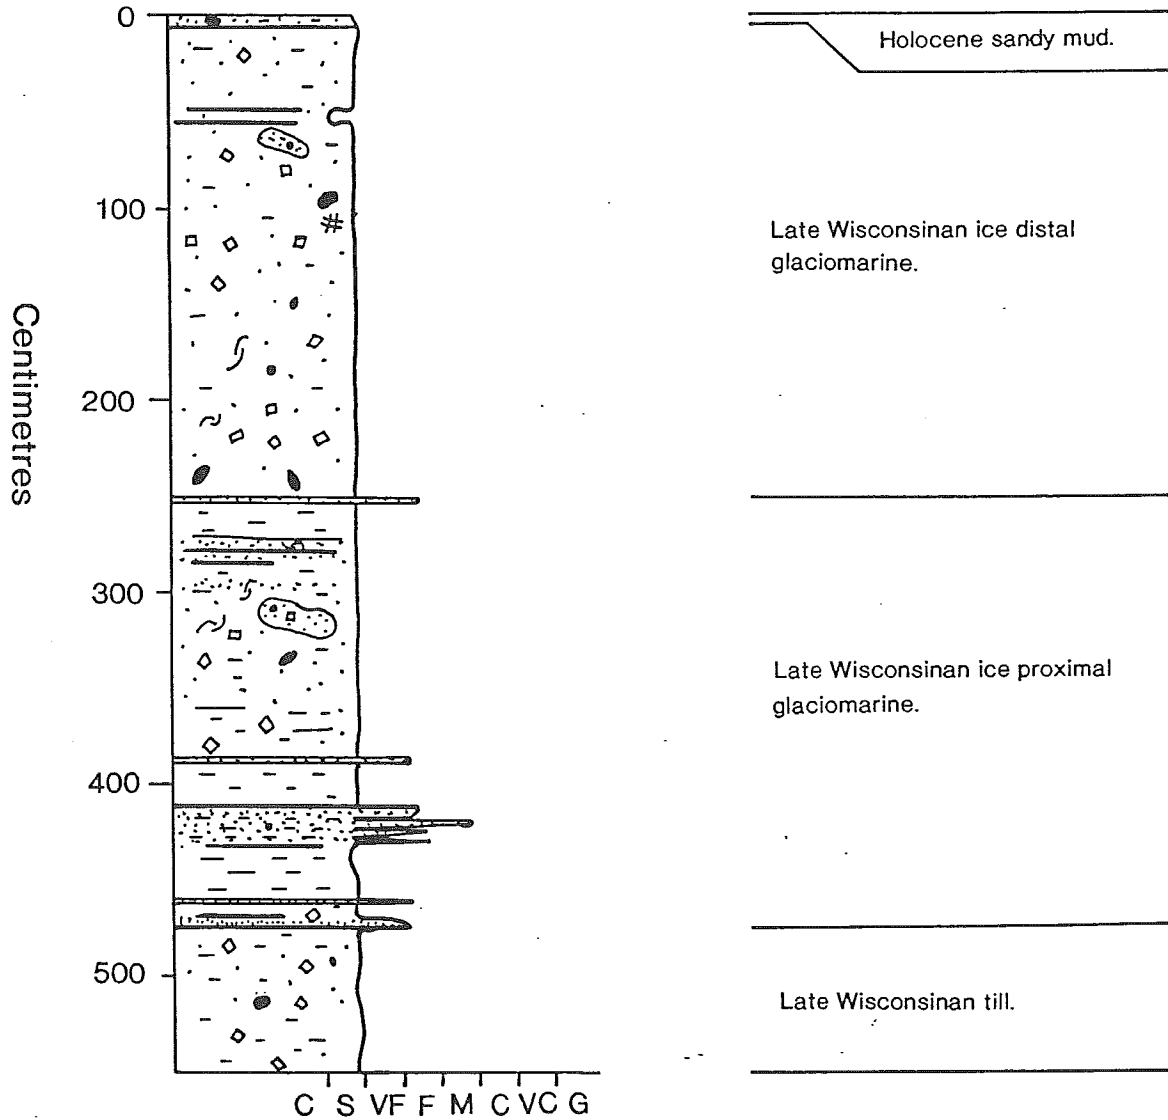 0
Holocene sandy mud.
100
Late Wisconsinan ice distal
glaciomarine.
Centimetres
200
300
Late Wisconsinan ice proximal
glaciomarine.
400
500
Late Wisconsinan till.
C S VF F M C VC G